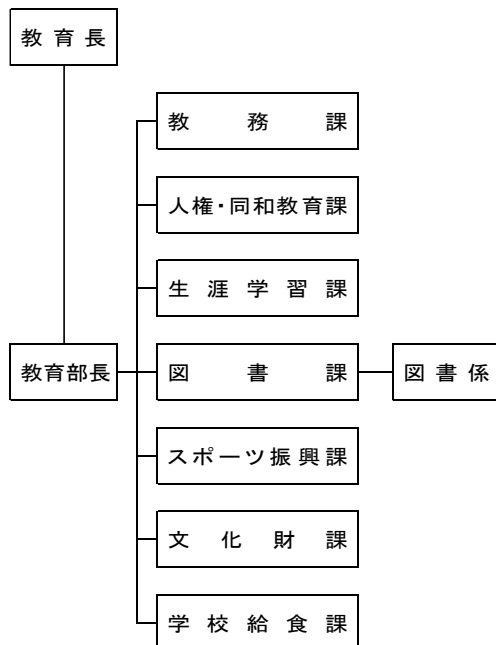 教育長
教務課
人権・同和教育課
生涯学習課
教育部長
図書課
図書係
スポーツ振興課
文化財課
学校給食課